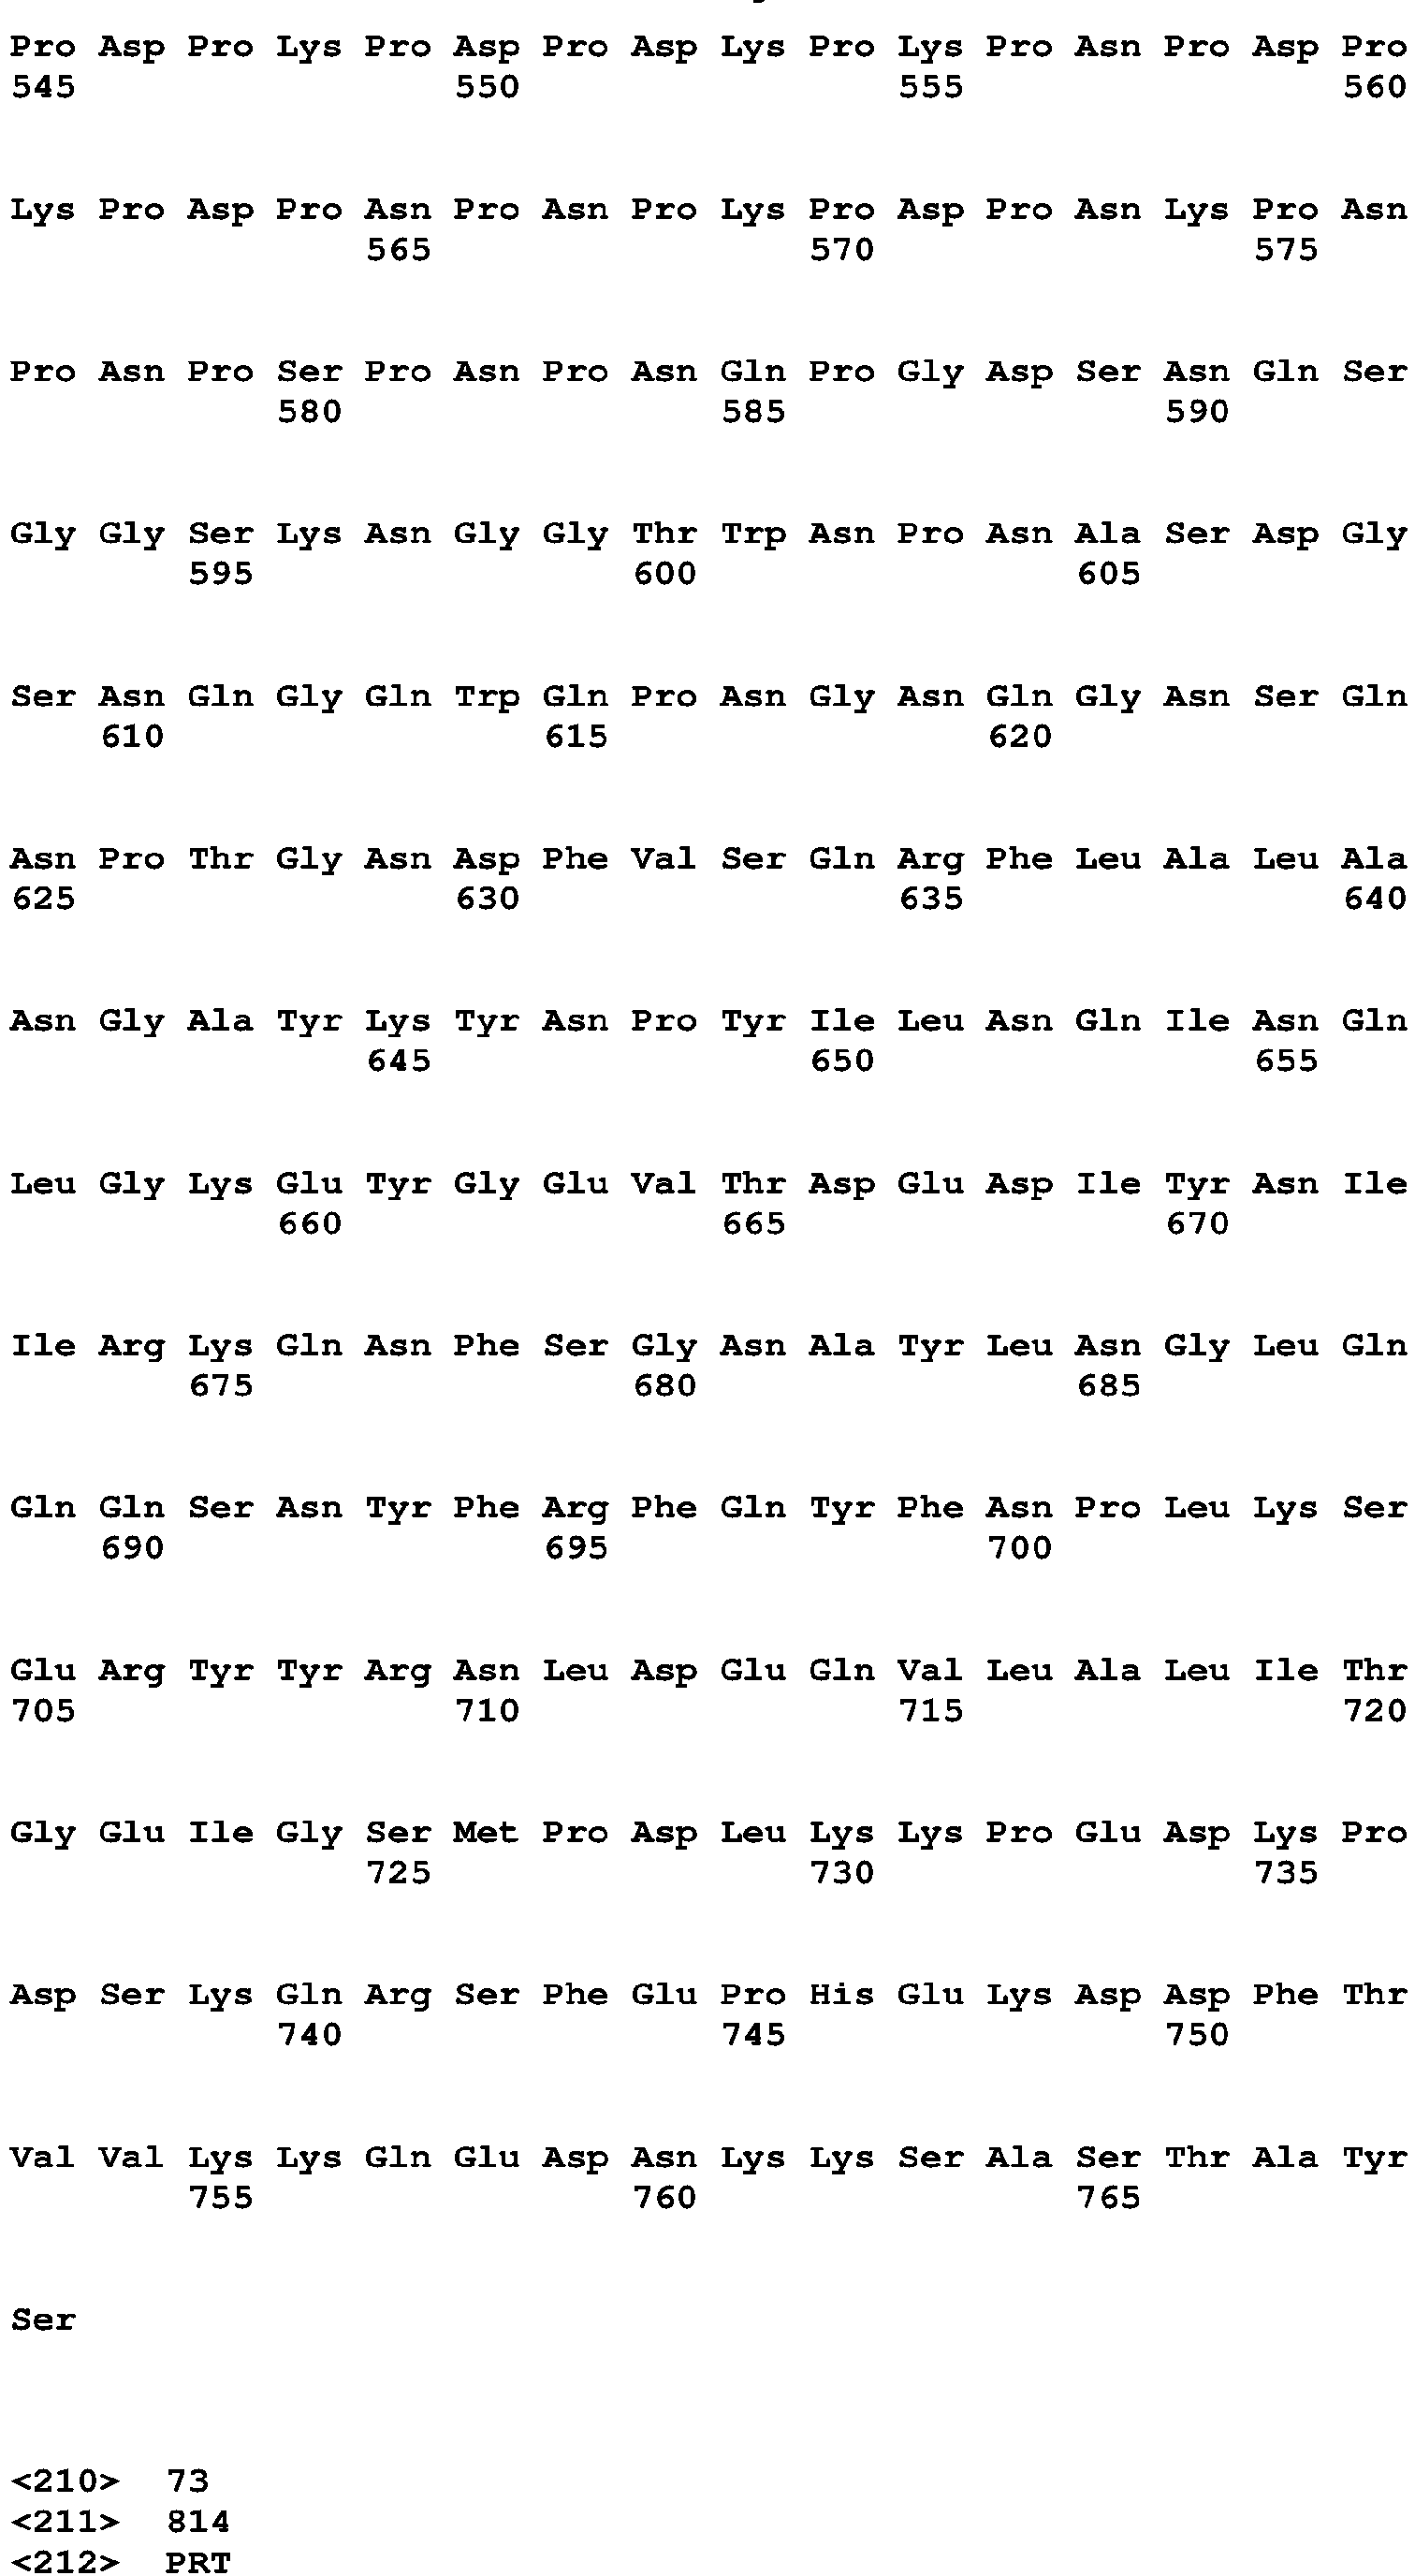 Pro Asp Pro Lys Pro Asp Pro Asp Lys Pro Lys Pro Asn Pro Asp Pro
545 550 555 560
Lys Pro Asp Pro Asn Pro Asn Pro Lys Pro Asp Pro Asn Lys Pro Asn
565 570 575
Pro Asn Pro Ser Pro Asn Pro Asn Gln Pro Gly Asp Ser Asn Gln Ser
580 585 590
Gly Gly Ser Lys Asn Gly Gly Thr Trp Asn Pro Asn Ala Ser Asp Gly
595 600 605
Ser Asn Gln Gly Gln Trp Gln Pro Asn Gly Asn Gln Gly Asn Ser Gln
610 615 620
Asn Pro Thr Gly Asn Asp Phe Val Ser Gln Arg Phe Leu Ala Leu Ala
625 630 635 640
Asn Gly Ala Tyr Lys Tyr Asn Pro Tyr Ile Leu Asn Gln Ile Asn Gln
645 650 655
Leu Gly Lys Glu Tyr Gly Glu Val Thr Asp Glu Asp Ile Tyr Asn Ile
660 665 670
Ile Arg Lys Gln Asn Phe Ser Gly Asn Ala Tyr Leu Asn Gly Leu Gln
675 680 685
Gln Gln Ser Asn Tyr Phe Arg Phe Gln Tyr Phe Asn Pro Leu Lys Ser
690 695 700
Glu Arg Tyr Tyr Arg Asn Leu Asp Glu Gln Val Leu Ala Leu Ile Thr
705 710 715 720
Gly Glu Ile Gly Ser Met Pro Asp Leu Lys Lys Pro Glu Asp Lys Pro
725 730 735
Asp Ser Lys Gln Arg Ser Phe Glu Pro His Glu Lys Asp Asp Phe Thr
740 745 750
Val Val Lys Lys Gln Glu Asp Asn Lys Lys Ser Ala Ser Thr Ala Tyr
755 760 765
Ser
<210> 73
<211> 814
<212> PRT